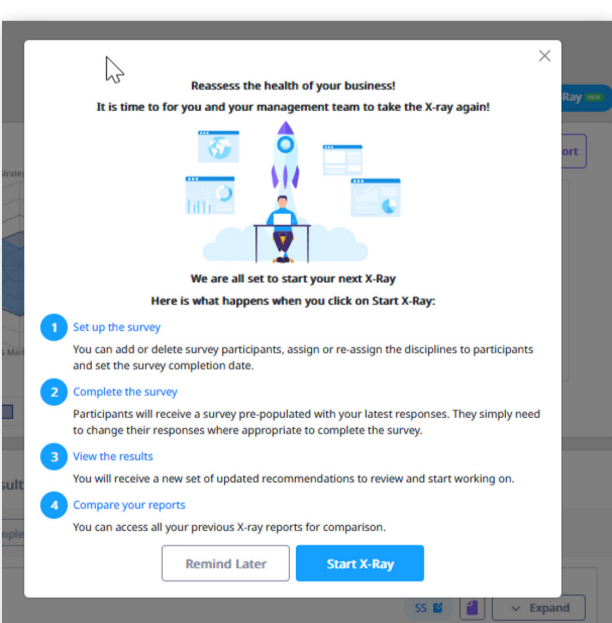 Reassess the health of your business!
Ray NEW
It is time to for you and your management team to take the X-ray again!
ort
We are all set to start your next X-Ray
Here is what happens when you click on Start X-Ray:
1 Set up the survey
You can add or delete survey participants, assign or re-assign the disciplines to participants
and set the survey completion date.
2 Complete the survey
Participants will receive a survey pre-populated with your latest responses. They simply need
to change their responses where appropriate to complete the survey.
3 View the results
You will receive a new set of updated recommendations to review and start working on.
4 Compare your reports
You can access all your previous X-ray reports for comparison.
Remind Later
Start X-Ray
SS
Expand